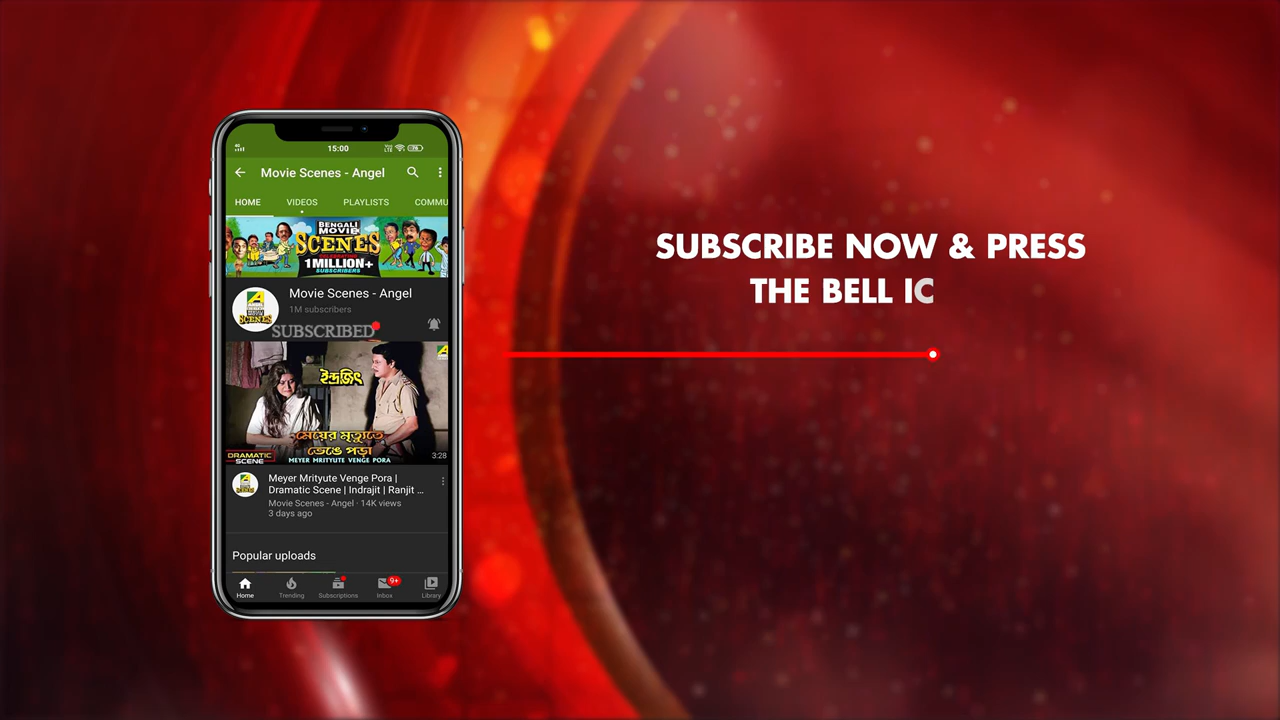 15:00
Movie Scenes - Angel
HOME VIDEOS PLAYLISTS COMMU
BENGALI
MOVIE
SCENES
1MILLION+
SUBSCRIBERS
Movie Scenes - Angel
1M subscribers
SUBSCRIBED
ইন্দ্রজিৎ
মেয়ের মৃত্যুতে
ভেঙে পড়া
DRAMATIC
SCENE
MEYER MRITYUTE VENGE PORA
3:28
Meyer Mrityute Venge Pora |
Dramatic Scene | Indrajit | Ranjit ...
Movie Scenes - Angel · 14K views
3 days ago
Popular uploads
9+
Home Trending Subscriptions Inbox Library
SUBSCRIBE NOW & PRESS
THE BELL IC